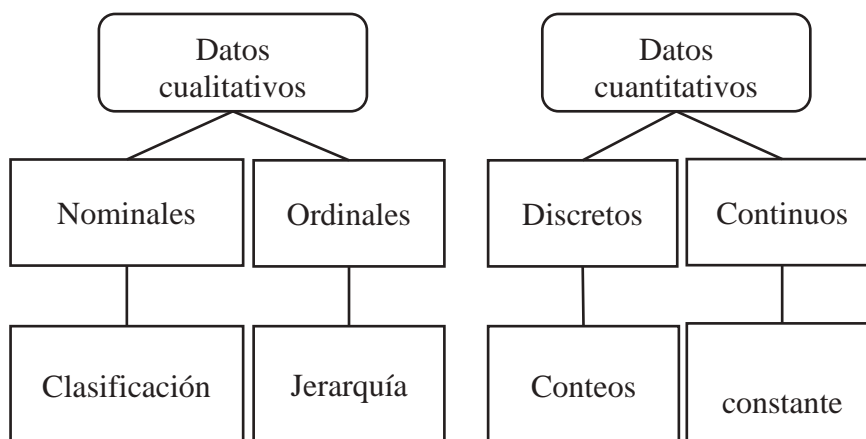 Datos
cualitativos
Datos
cuantitativos
Nominales
Ordinales
Discretos
Continuos
Clasificación
Jerarquía
Conteos
constante